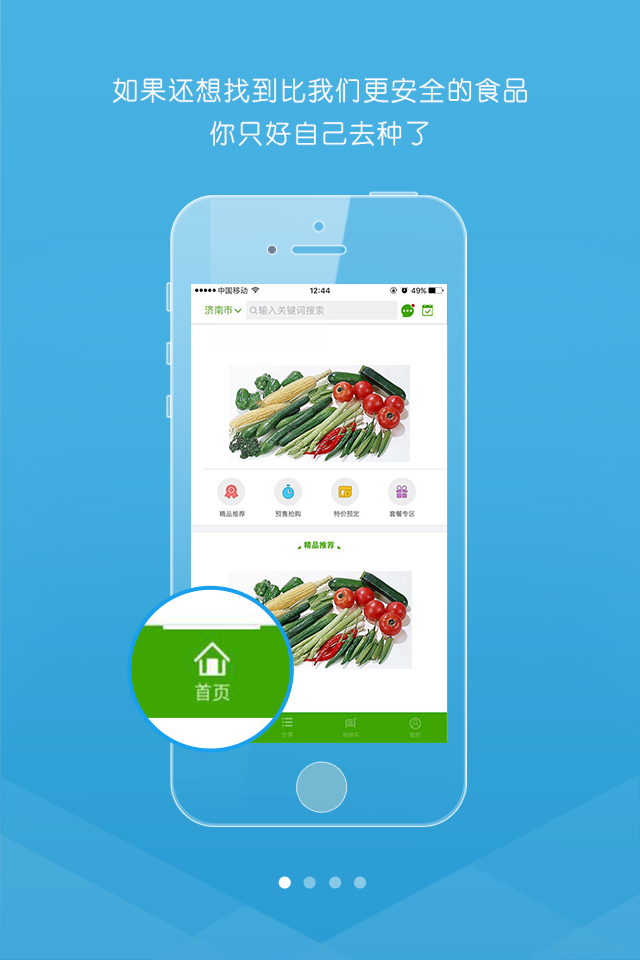 如果还想找到比我们更安全的食品
你只好自己去种了
中国移动 12:44 49%
济南市 输入关键词搜索
精品推荐 预售抢购 特价预定 套餐专区
精品推荐
首页
分类 购物车 我的